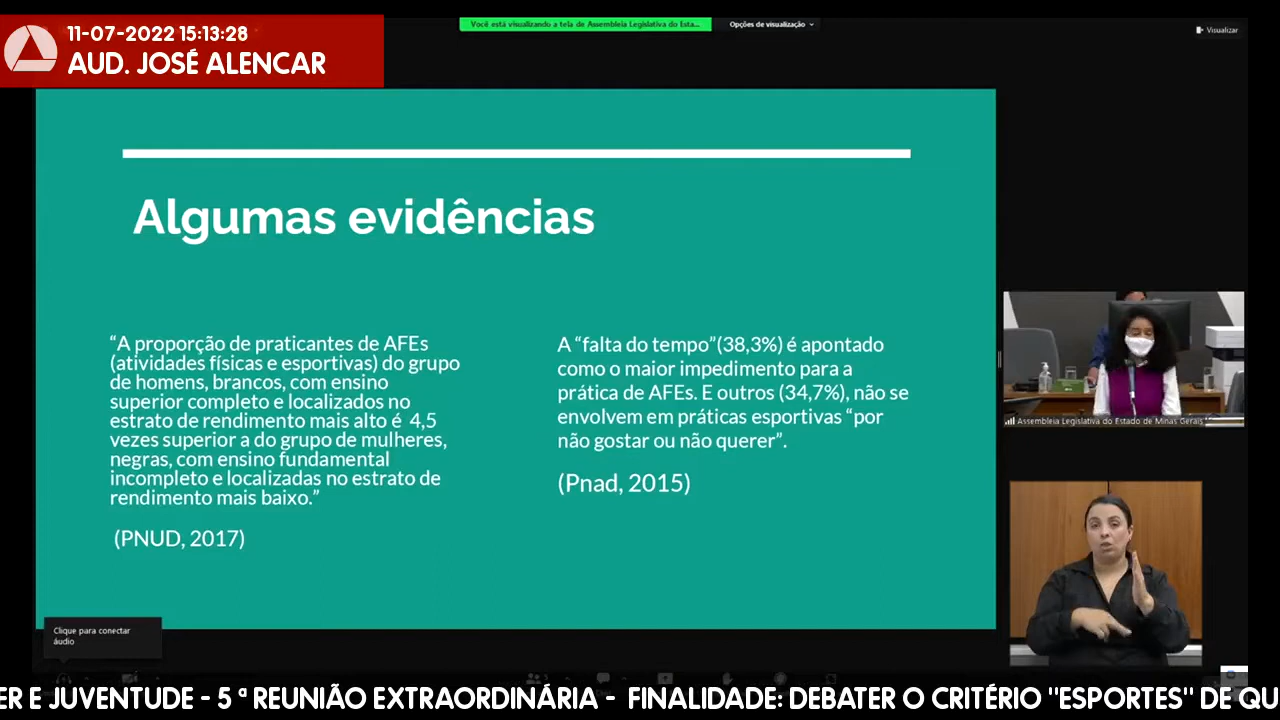 11-07-2022 15:13:28
AUD. JOSÉ ALENCAR
Você está visualizando a tela de Assembleia Legislativa do Esta...
Opções de visualização
Visualizar
Algumas evidências
“A proporção de praticantes de AFEs
(atividades físicas e esportivas) do grupo
de homens, brancos, com ensino
superior completo e localizados no
estrato de rendimento mais alto é 4,5
vezes superior a do grupo de mulheres,
negras, com ensino fundamental
incompleto e localizadas no estrato de
rendimento mais baixo.”
(PNUD, 2017)
A “falta do tempo”(38,3%) é apontado
como o maior impedimento para a
prática de AFEs. E outros (34,7%), não se
envolvem em práticas esportivas “por
não gostar ou não querer”.
(Pnad, 2015)
Assembleia Legislativa do Estado de Minas Gerais
Clique para conectar
áudio
ER E JUVENTUDE - 5 ª REUNIÃO EXTRAORDINÁRIA - FINALIDADE: DEBATER O CRITÉRIO "ESPORTES" DE QU